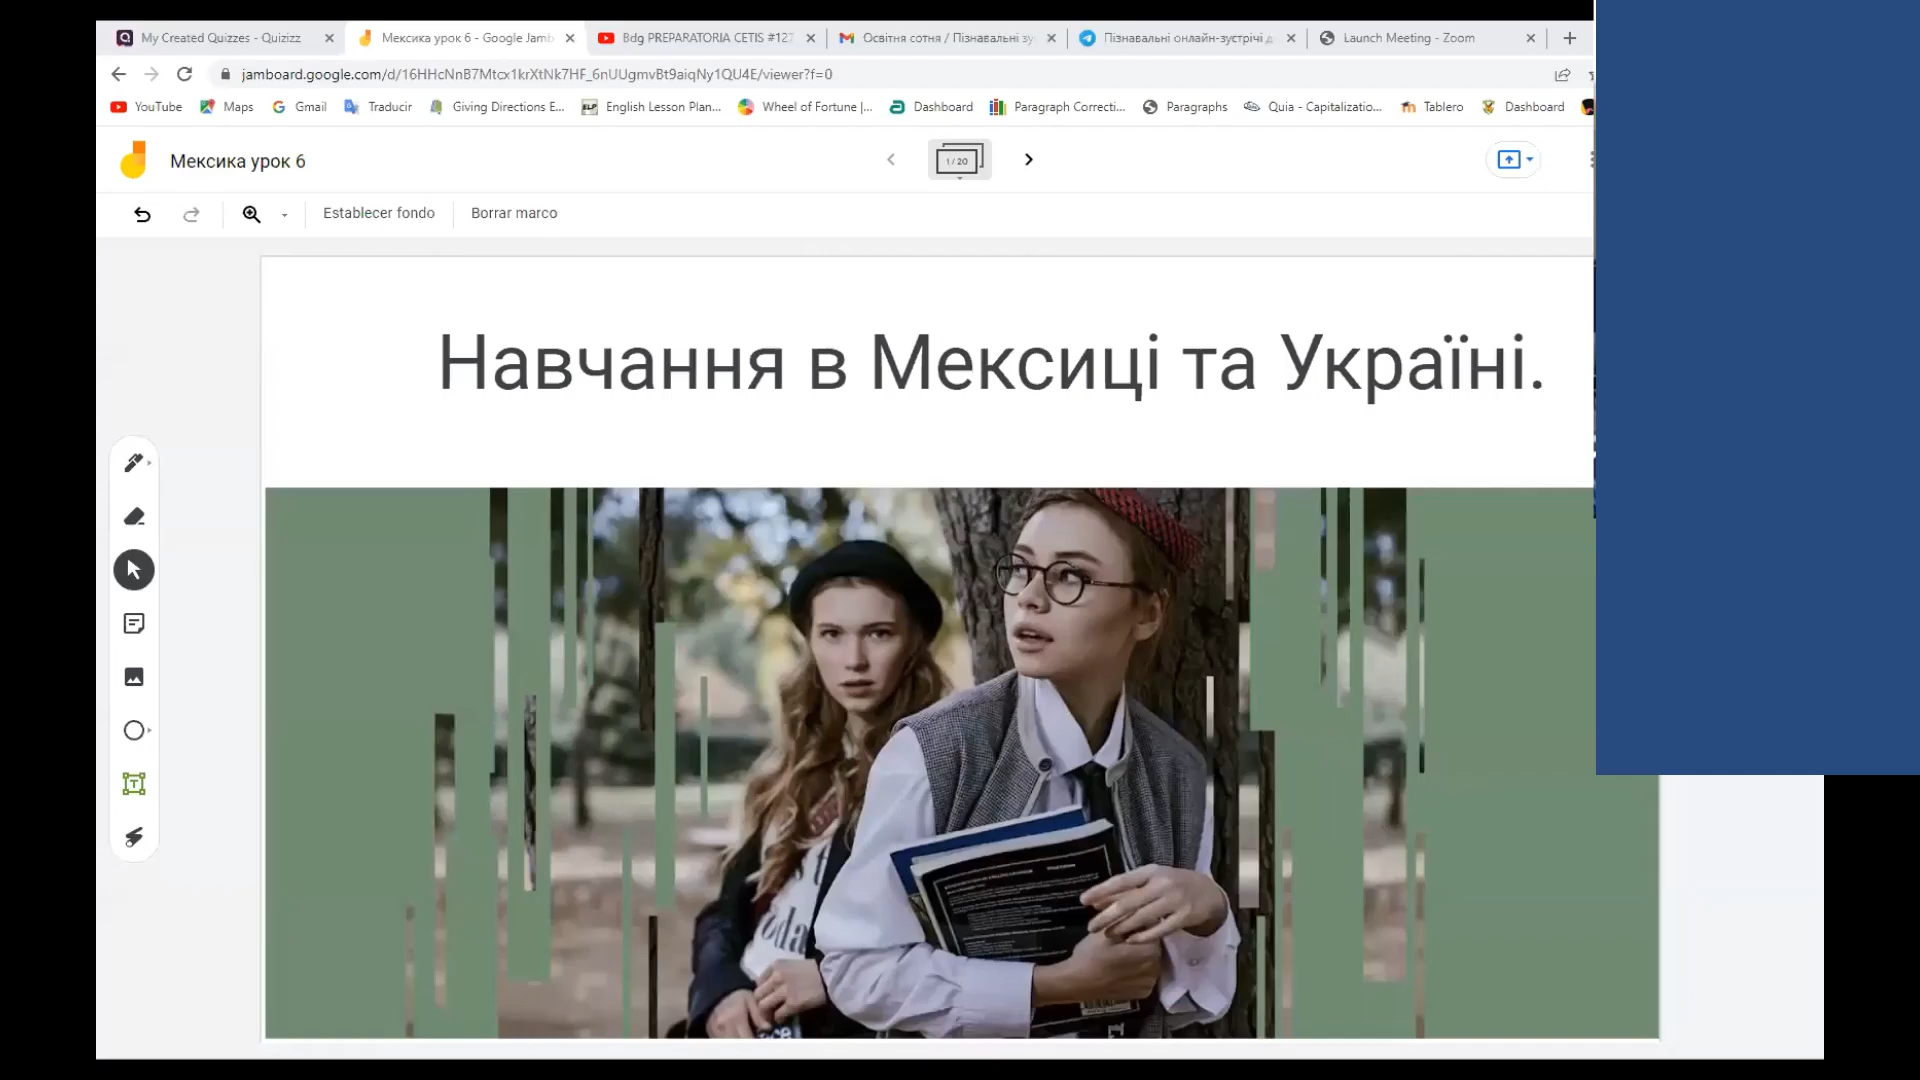 My Created Quizzes - Quizizz
Мексика урок 6 - Google Jamb
Bdg PREPARATORIA CETIS #127
Освітня сотня / Пізнавальні зу
Пізнавальні онлайн-зустрічі д
Launch Meeting - Zoom
jamboard.google.com/d/16HHcNnB7Mtcx1krXtNk7HF_6nUUgmvBt9aiqNy1QU4E/viewer?f=0
YouTube
Maps
Gmail
Traducir
Giving Directions E...
English Lesson Plan...
Wheel of Fortune |...
Dashboard
Paragraph Correcti...
Paragraphs
Quia - Capitalizatio...
Tablero
Dashboard
Мексика урок 6
1 / 20
Establecer fondo
Borrar marco
Навчання в Мексиці та Україні.